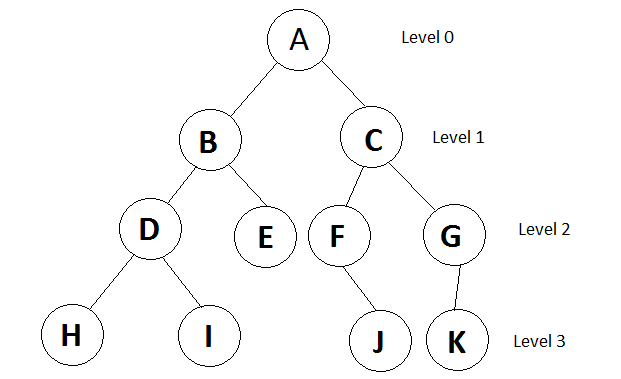 A Level 0
B C Level 1
D E F G Level 2
H I J K Level 3